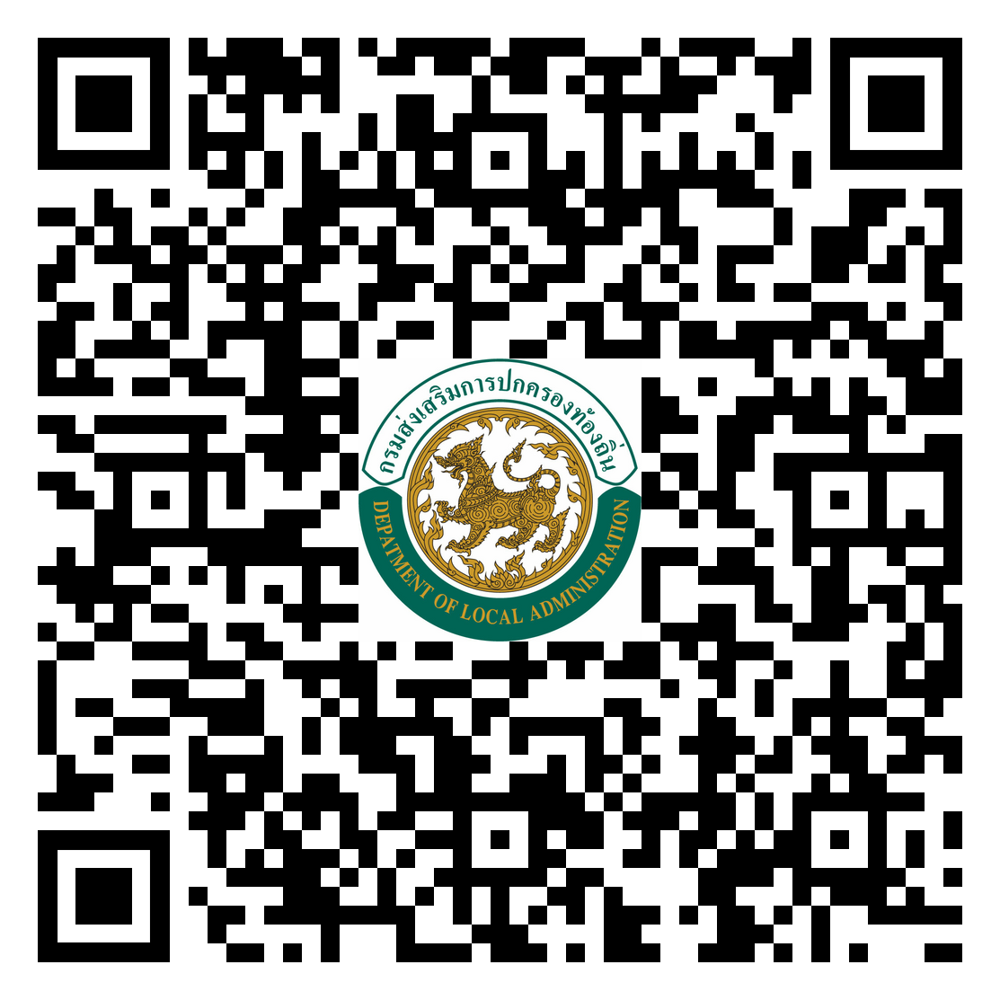 กรมส่งเสริมการปกครองท้องถิ่น
DEPATMENT OF LOCAL ADMINISTRATION